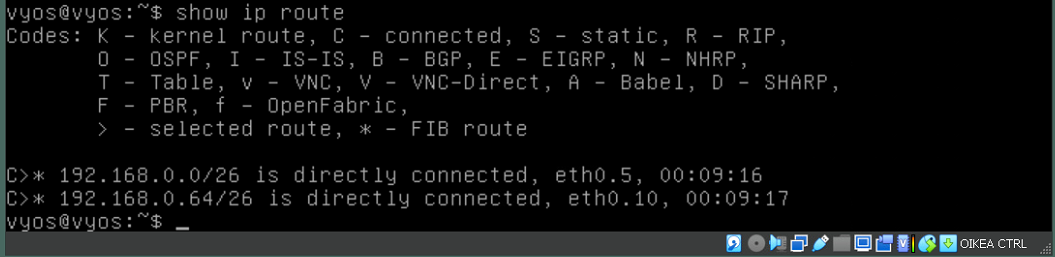 vyos@vyos:~$ show ip route
Codes: K - kernel route, C - connected, S - static, R - RIP,
       O - OSPF, I - IS-IS, B - BGP, E - EIGRP, N - NHRP,
       T - Table, v - VNC, V - VNC-Direct, A - Babel, D - SHARP,
       F - PBR, f - OpenFabric,
       > - selected route, * - FIB route
C>* 192.168.0.0/26 is directly connected, eth0.5, 00:09:16
C>* 192.168.0.64/26 is directly connected, eth0.10, 00:09:17
vyos@vyos:~$ _
OIKEA CTRL